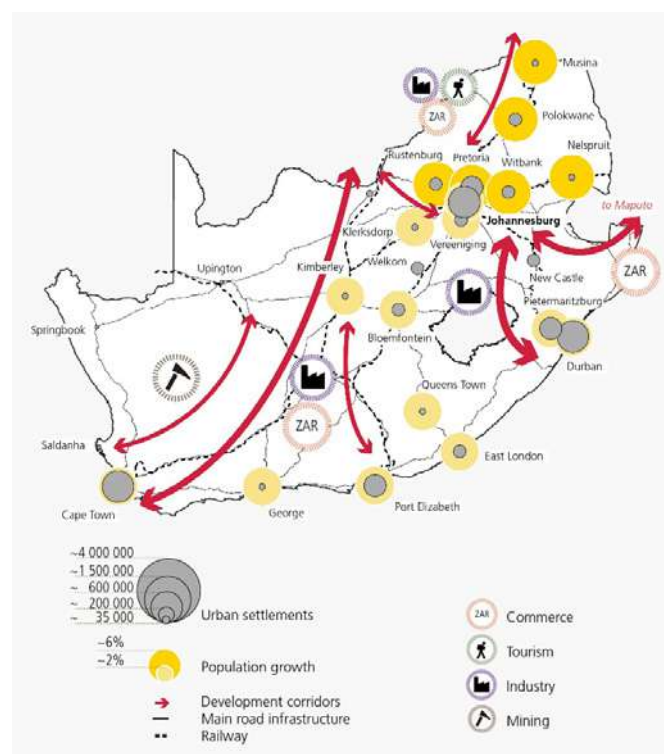 Musina
ZAR
Polokwane
Nelspruit
Rustenburg
Pretoria
Witbank
to Maputo
Johannesburg
Klerksdorp
Vereeniging
ZAR
Welkom
Upington
Kimberley
New Castle
Pietermaritzburg
Springbook
Bloemfontein
Durban
Queens Town
ZAR
Saldanha
East London
Cape Town
George
Port Dizabeth
~4 000 000
~1 500 000
~ 600 000
~ 200 000
~ 35 000
Urban settlements
~6%
~2%
Population growth
Development corridors
Main road infrastructure
Railway
ZAR Commerce
Tourism
Industry
Mining